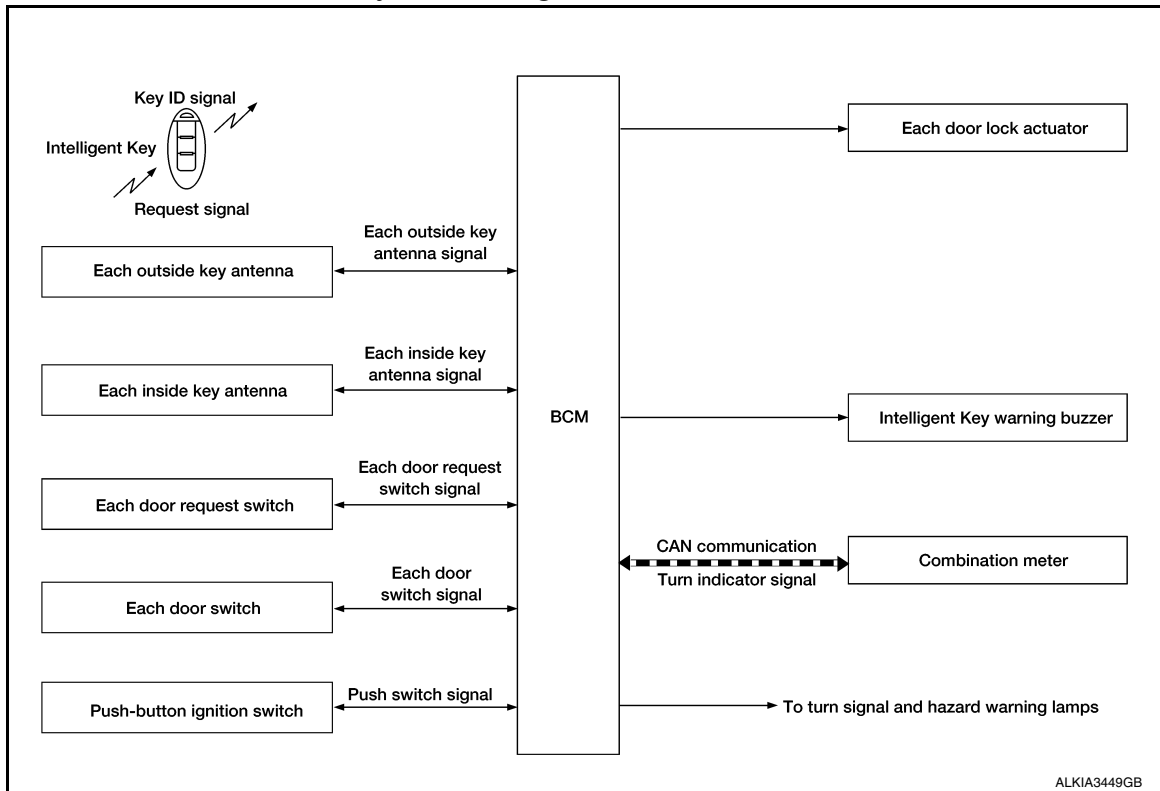 Key ID signal
Intelligent Key
Request signal
Each outside key
antenna signal
Each outside key antenna
Each inside key
antenna signal
Each inside key antenna
Each door request
switch signal
Each door request switch
Each door
switch signal
Each door switch
Push switch signal
Push-button ignition switch
BCM
Each door lock actuator
Intelligent Key warning buzzer
CAN communication
Turn indicator signal
Combination meter
To turn signal and hazard warning lamps
ALKIA3449GB